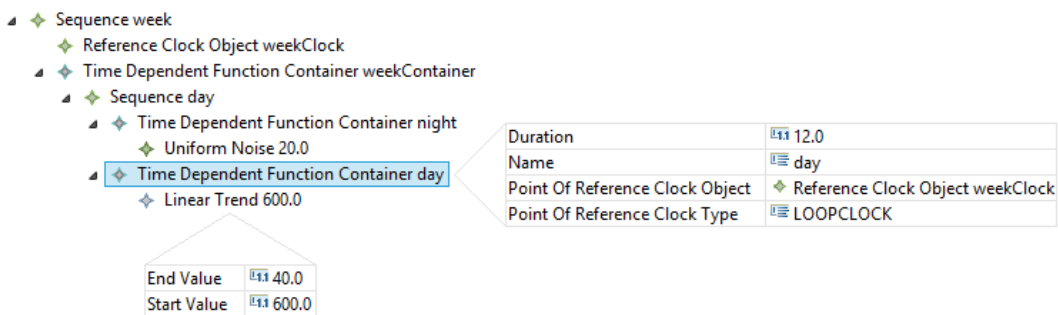 Sequence week
Reference Clock Object weekClock
Time Dependent Function Container weekContainer
Sequence day
Time Dependent Function Container night
Uniform Noise 20.0
Time Dependent Function Container day
Linear Trend 600.0
Duration 12.0
Name day
Point Of Reference Clock Object Reference Clock Object weekClock
Point Of Reference Clock Type LOOPCLOCK
End Value 40.0
Start Value 600.0